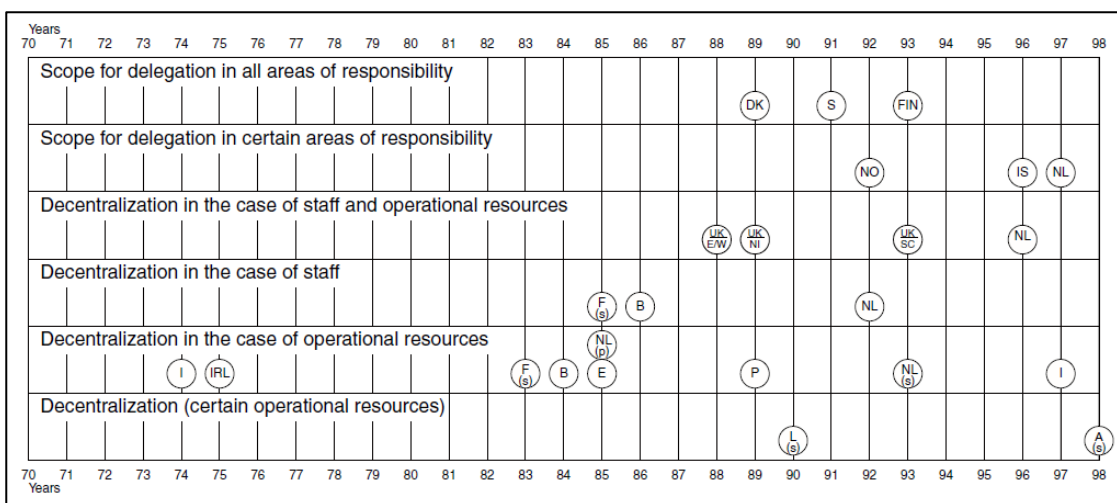 Years
70 71 72 73 74 75 76 77 78 79 80 81 82 83 84 85 86 87 88 89 90 91 92 93 94 95 96 97 98
Scope for delegation in all areas of responsibility
DK S FIN
Scope for delegation in certain areas of responsibility
NO IS NL
Decentralization in the case of staff and operational resources
UK E/W UK NI UK SC NL
Decentralization in the case of staff
F (s) B NL
Decentralization in the case of operational resources
NL (p)
I IRL F (s) B E P NL (s) I
Decentralization (certain operational resources)
L (s) A (s)
70 71 72 73 74 75 76 77 78 79 80 81 82 83 84 85 86 87 88 89 90 91 92 93 94 95 96 97 98
Years